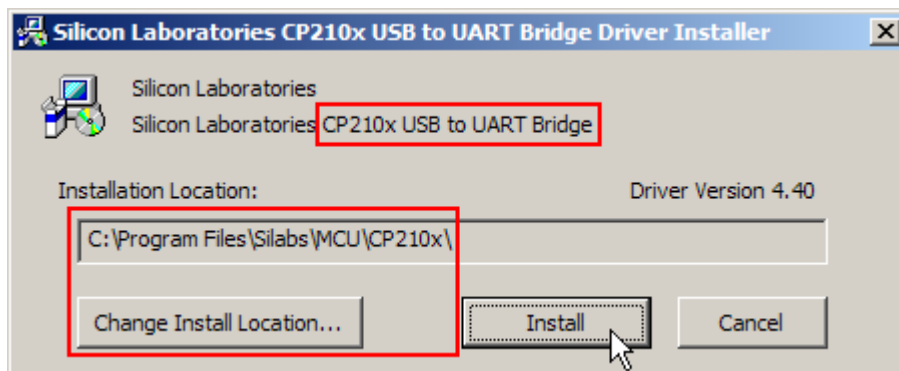 Silicon Laboratories CP210x USB to UART Bridge Driver Installer
Silicon Laboratories
Silicon Laboratories CP210x USB to UART Bridge
Installation Location: Driver Version 4.40
C:\Program Files\Silabs\MCU\CP210x\
Change Install Location... Install Cancel